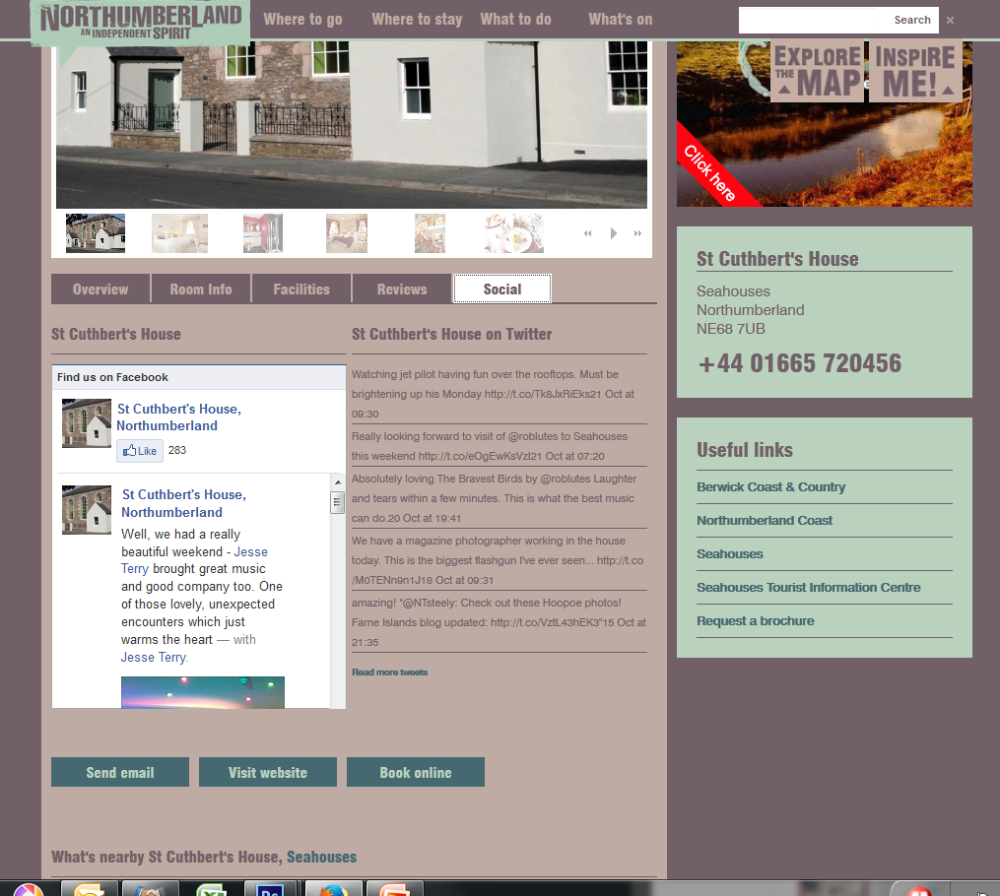 NORTHUMBERLAND
AN INDEPENDENT SPIRIT
Where to go
Where to stay
What to do
What's on
Search
×
EXPLORE
THE MAP
INSPIRE
ME!
Click here
Overview
Room Info
Facilities
Reviews
Social
St Cuthbert's House
Find us on Facebook
St Cuthbert's House,
Northumberland
Like
283
St Cuthbert's House,
Northumberland
Well, we had a really
beautiful weekend - Jesse
Terry brought great music
and good company too. One
of those lovely, unexpected
encounters which just
warms the heart — with
Jesse Terry.
St Cuthbert's House on Twitter
Watching jet pilot having fun over the rooftops. Must be
brightening up his Monday http://t.co/Tk8JxRiEks21 Oct at
09:30
Really looking forward to visit of @roblutes to Seahouses
this weekend http://t.co/eOgEwKsVzl21 Oct at 07:20
Absolutely loving The Bravest Birds by @roblutes Laughter
and tears within a few minutes. This is what the best music
can do.20 Oct at 19:41
We have a magazine photographer working in the house
today. This is the biggest flashgun I've ever seen... http://t.co
/M0TENn9n1J18 Oct at 09:31
amazing! "@NTsteely: Check out these Hoopoe photos!
Farne Islands blog updated: http://t.co/VztL43hEK3"15 Oct at
21:35
Read more tweets
Send email
Visit website
Book online
What's nearby St Cuthbert's House, Seahouses
St Cuthbert's House
Seahouses
Northumberland
NE68 7UB
+44 01665 720456
Useful links
Berwick Coast & Country
Northumberland Coast
Seahouses
Seahouses Tourist Information Centre
Request a brochure
Ps